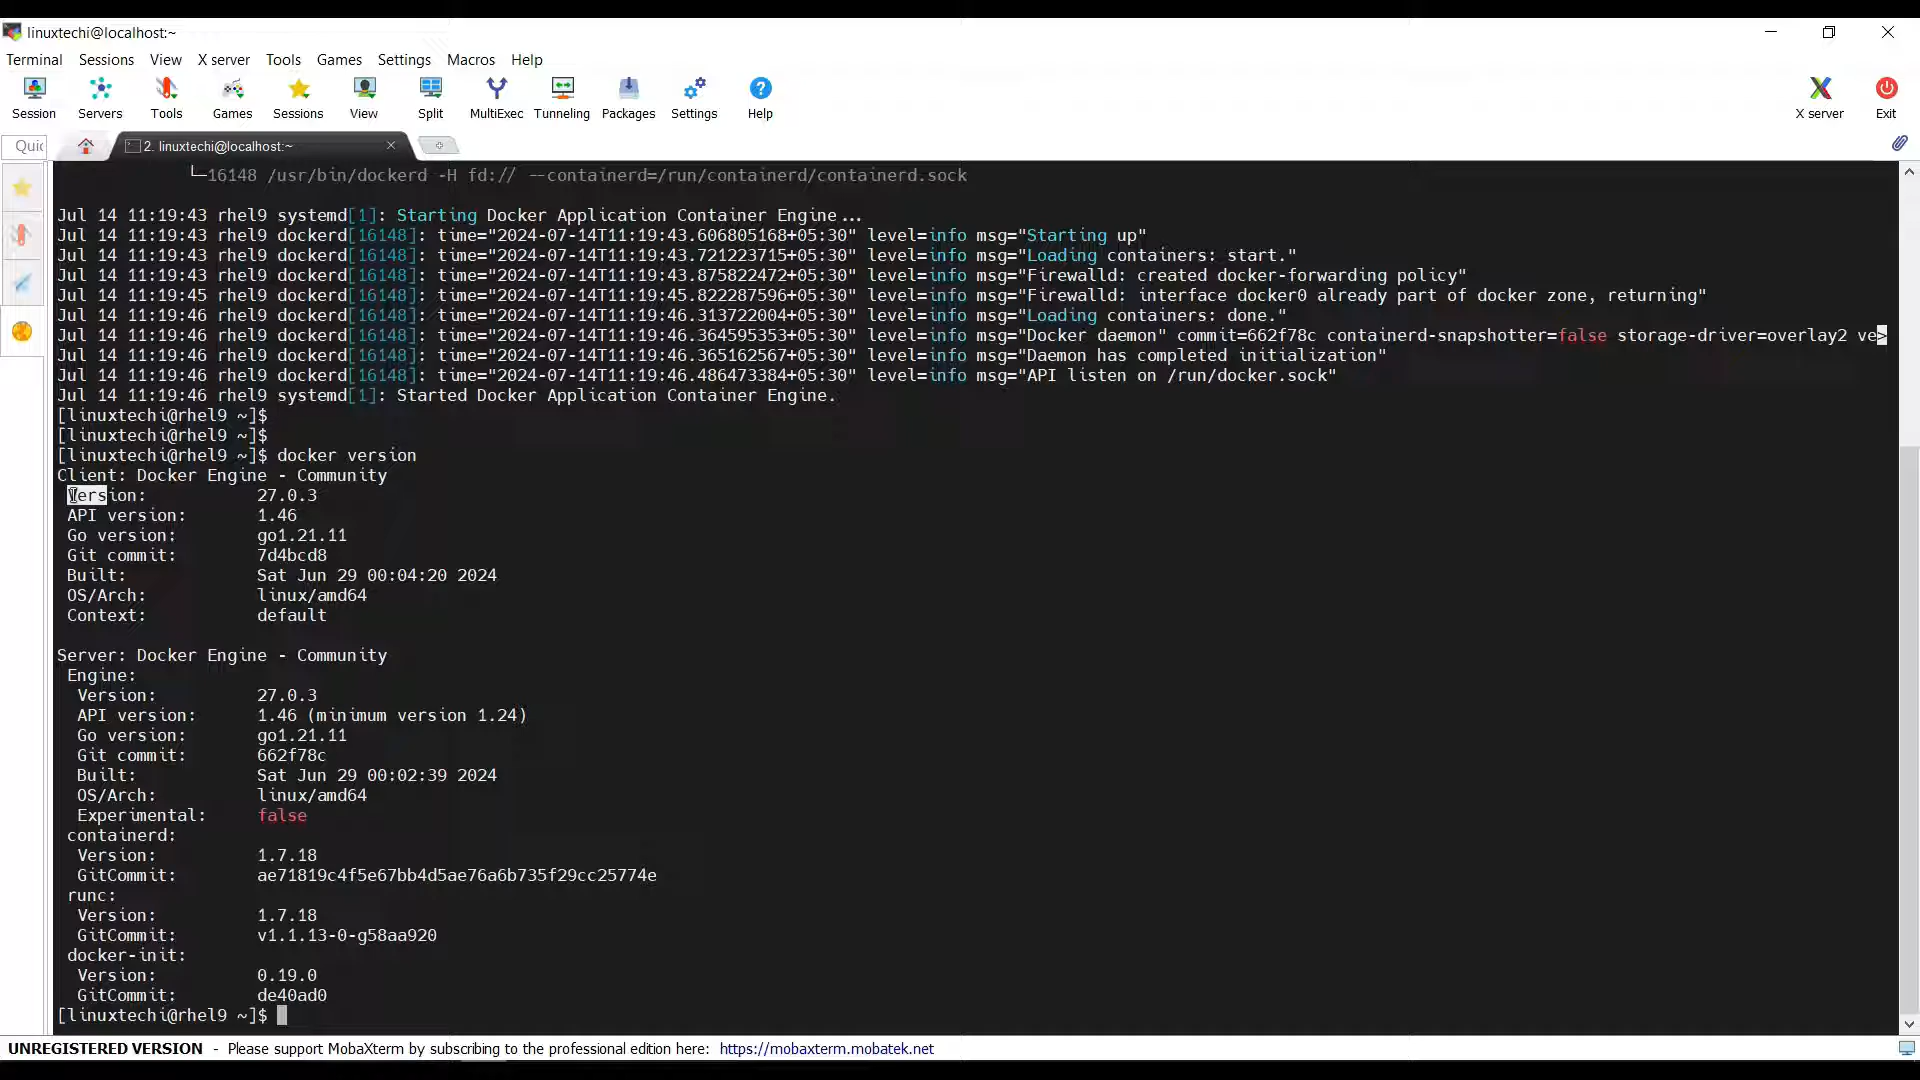 linuxtechi@localhost:~
Terminal Sessions View X server Tools Games Settings Macros Help
Session Servers Tools Games Sessions View Split MultiExec Tunneling Packages Settings Help X server Exit
Quic 2. linuxtechi@localhost:~
└─16148 /usr/bin/dockerd -H fd:// --containerd=/run/containerd/containerd.sock
Jul 14 11:19:43 rhel9 systemd[1]: Starting Docker Application Container Engine...
Jul 14 11:19:43 rhel9 dockerd[16148]: time="2024-07-14T11:19:43.606805168+05:30" level=info msg="Starting up"
Jul 14 11:19:43 rhel9 dockerd[16148]: time="2024-07-14T11:19:43.721223715+05:30" level=info msg="Loading containers: start."
Jul 14 11:19:43 rhel9 dockerd[16148]: time="2024-07-14T11:19:43.875822472+05:30" level=info msg="Firewalld: created docker-forwarding policy"
Jul 14 11:19:45 rhel9 dockerd[16148]: time="2024-07-14T11:19:45.822287596+05:30" level=info msg="Firewalld: interface docker0 already part of docker zone, returning"
Jul 14 11:19:46 rhel9 dockerd[16148]: time="2024-07-14T11:19:46.313722004+05:30" level=info msg="Loading containers: done."
Jul 14 11:19:46 rhel9 dockerd[16148]: time="2024-07-14T11:19:46.364595353+05:30" level=info msg="Docker daemon" commit=662f78c containerd-snapshotter=false storage-driver=overlay2 ve>
Jul 14 11:19:46 rhel9 dockerd[16148]: time="2024-07-14T11:19:46.365162567+05:30" level=info msg="Daemon has completed initialization"
Jul 14 11:19:46 rhel9 dockerd[16148]: time="2024-07-14T11:19:46.486473384+05:30" level=info msg="API listen on /run/docker.sock"
Jul 14 11:19:46 rhel9 systemd[1]: Started Docker Application Container Engine.
[linuxtechi@rhel9 ~]$
[linuxtechi@rhel9 ~]$
[linuxtechi@rhel9 ~]$ docker version
Client: Docker Engine - Community
Version: 27.0.3
API version: 1.46
Go version: go1.21.11
Git commit: 7d4bcd8
Built: Sat Jun 29 00:04:20 2024
OS/Arch: linux/amd64
Context: default
Server: Docker Engine - Community
Engine:
Version: 27.0.3
API version: 1.46 (minimum version 1.24)
Go version: go1.21.11
Git commit: 662f78c
Built: Sat Jun 29 00:02:39 2024
OS/Arch: linux/amd64
Experimental: false
containerd:
Version: 1.7.18
GitCommit: ae71819c4f5e67bb4d5ae76a6b735f29cc25774e
runc:
Version: 1.7.18
GitCommit: v1.1.13-0-g58aa920
docker-init:
Version: 0.19.0
GitCommit: de40ad0
[linuxtechi@rhel9 ~]$
UNREGISTERED VERSION - Please support MobaXterm by subscribing to the professional edition here: https://mobaxterm.mobatek.net